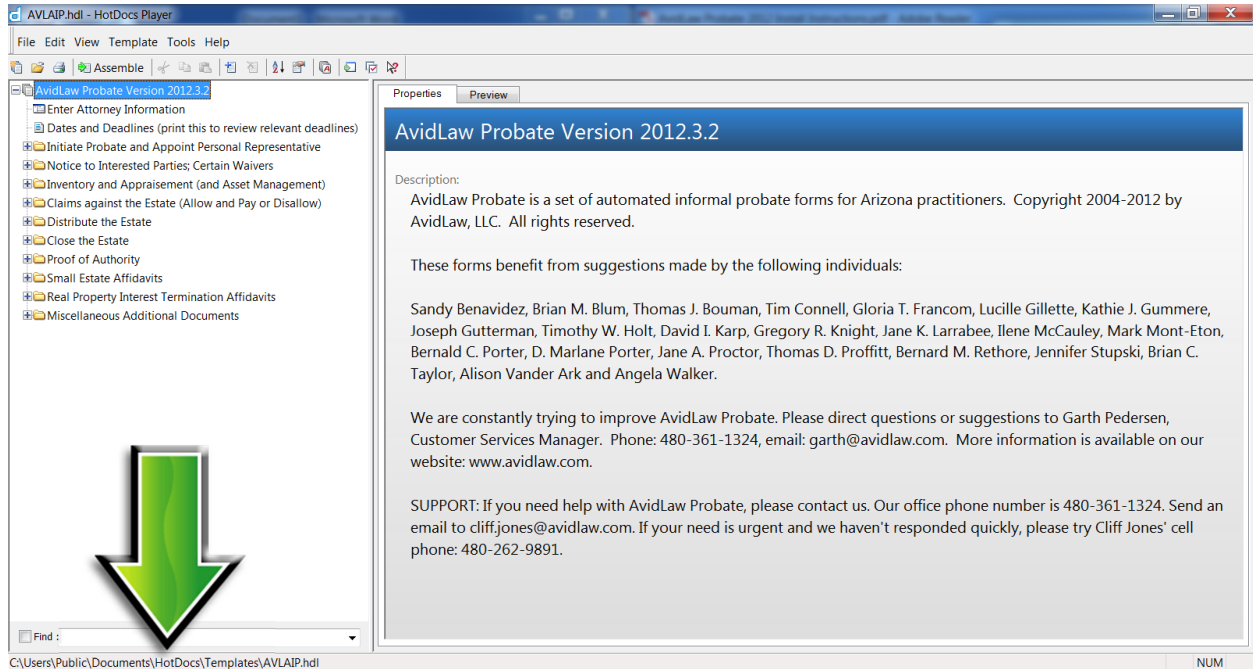 AVLAIP.hdl - HotDocs Player
File Edit View Template Tools Help
Assemble
AvidLaw Probate Version 2012.3.2
Enter Attorney Information
Dates and Deadlines (print this to review relevant deadlines)
Initiate Probate and Appoint Personal Representative
Notice to Interested Parties; Certain Waivers
Inventory and Appraisement (and Asset Management)
Claims against the Estate (Allow and Pay or Disallow)
Distribute the Estate
Close the Estate
Proof of Authority
Small Estate Affidavits
Real Property Interest Termination Affidavits
Miscellaneous Additional Documents
Find :
Properties Preview
AvidLaw Probate Version 2012.3.2
Description:
AvidLaw Probate is a set of automated informal probate forms for Arizona practitioners. Copyright 2004-2012 by
AvidLaw, LLC. All rights reserved.
These forms benefit from suggestions made by the following individuals:
Sandy Benavidez, Brian M. Blum, Thomas J. Bouman, Tim Connell, Gloria T. Francom, Lucille Gillette, Kathie J. Gummere,
Joseph Gutterman, Timothy W. Holt, David I. Karp, Gregory R. Knight, Jane K. Larrabee, Ilene McCauley, Mark Mont-Eton,
Bernald C. Porter, D. Marlane Porter, Jane A. Proctor, Thomas D. Proffitt, Bernard M. Rethore, Jennifer Stupski, Brian C.
Taylor, Alison Vander Ark and Angela Walker.
We are constantly trying to improve AvidLaw Probate. Please direct questions or suggestions to Garth Pedersen,
Customer Services Manager. Phone: 480-361-1324, email: garth@avidlaw.com. More information is available on our
website: www.avidlaw.com.
SUPPORT: If you need help with AvidLaw Probate, please contact us. Our office phone number is 480-361-1324. Send an
email to cliff.jones@avidlaw.com. If your need is urgent and we haven't responded quickly, please try Cliff Jones' cell
phone: 480-262-9891.
C:\Users\Public\Documents\HotDocs\Templates\AVLAIP.hdl
NUM